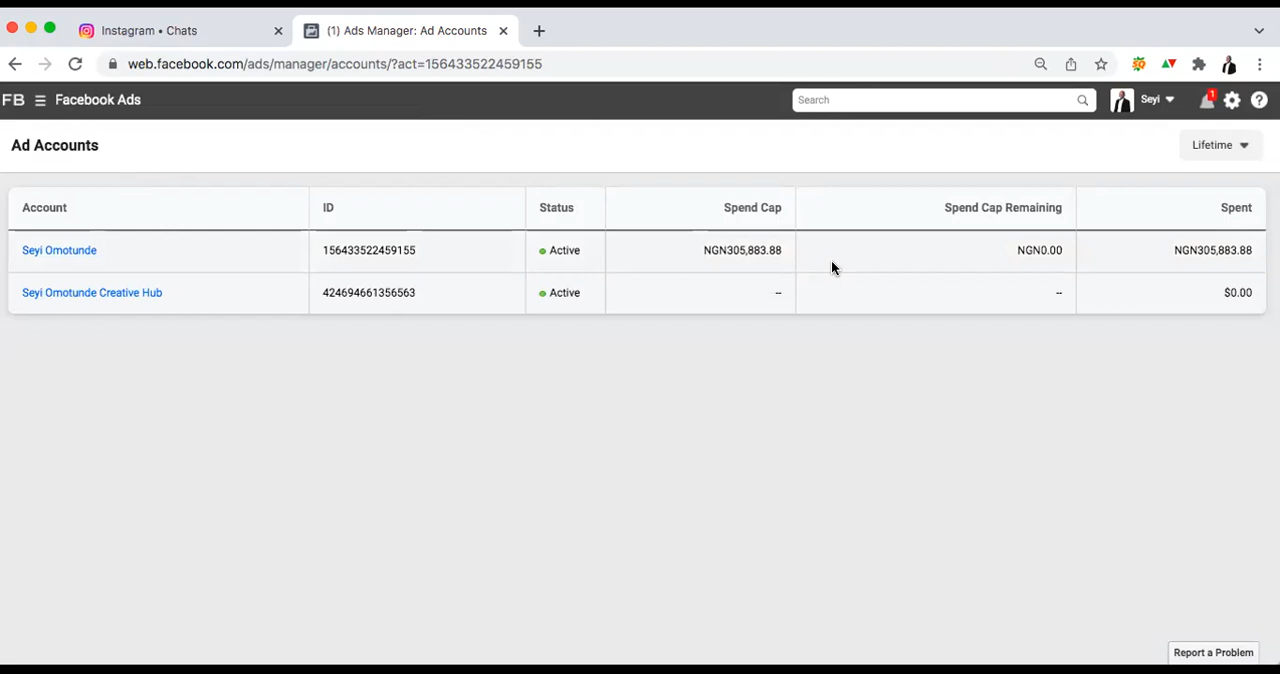 Instagram • Chats
(1) Ads Manager: Ad Accounts
web.facebook.com/ads/manager/accounts/?act=156433522459155
FB Facebook Ads Search Seyi 1
Ad Accounts Lifetime
Account ID Status Spend Cap Spend Cap Remaining Spent
Seyi Omotunde 156433522459155 Active NGN305,883.88 NGN0.00 NGN305,883.88
Seyi Omotunde Creative Hub 424694661356563 Active -- -- $0.00
Report a Problem